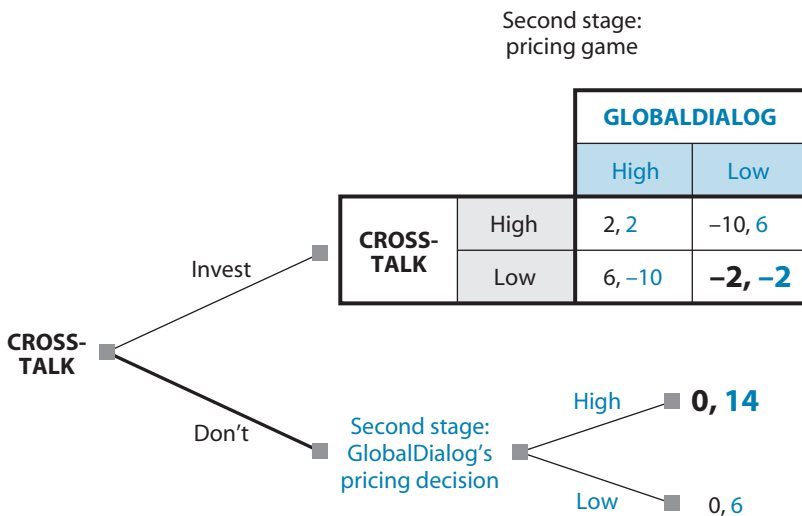 Second stage:
pricing game
GLOBALDIALOG
High Low
CROSS-
TALK
High 2, 2 –10, 6
Low 6, –10 –2, –2
Invest
CROSS-
TALK
Don't
Second stage:
GlobalDialog's
pricing decision
High 0, 14
Low 0, 6